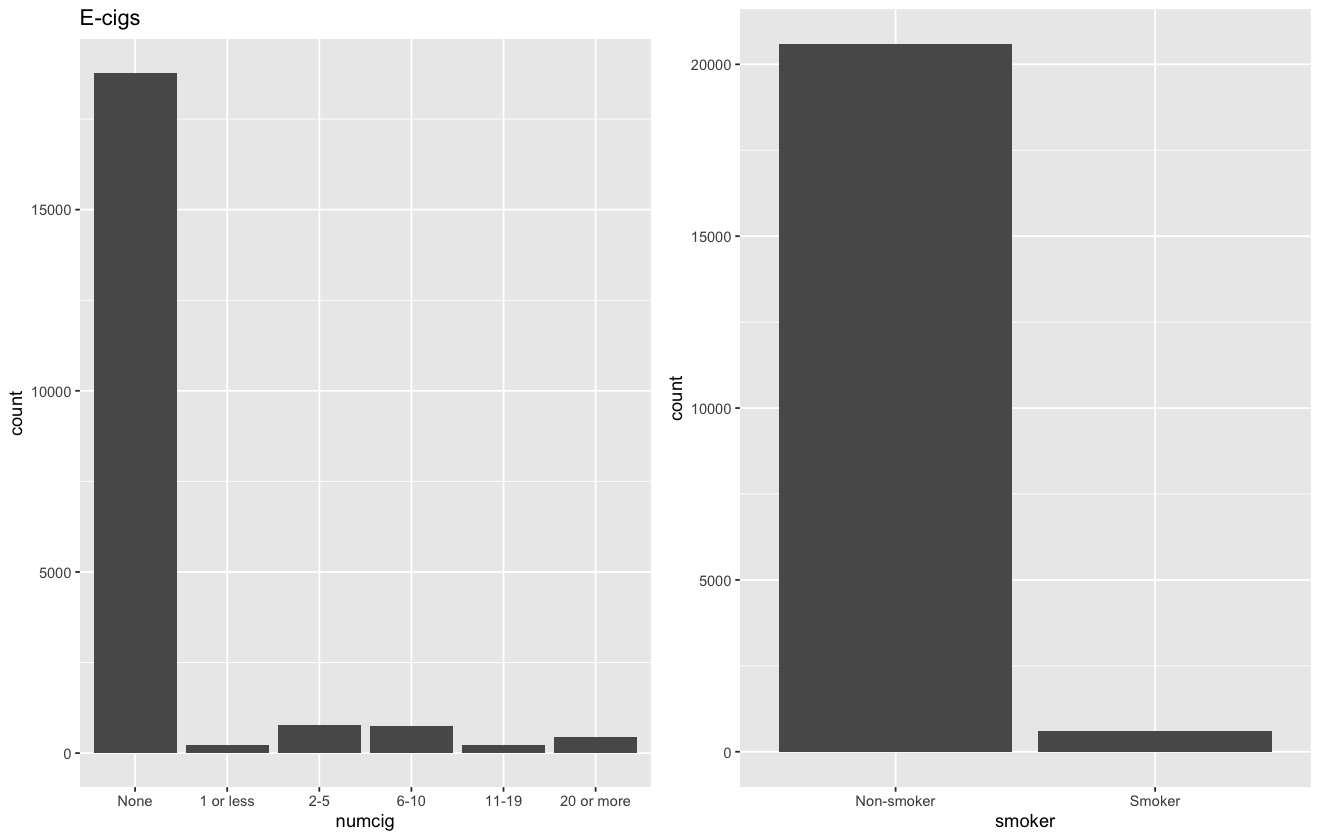 E-cigs
count
15000
10000
5000
0
None 1 or less 2-5 6-10 11-19 20 or more
numcig
count
20000
15000
10000
5000
0
Non-smoker Smoker
smoker